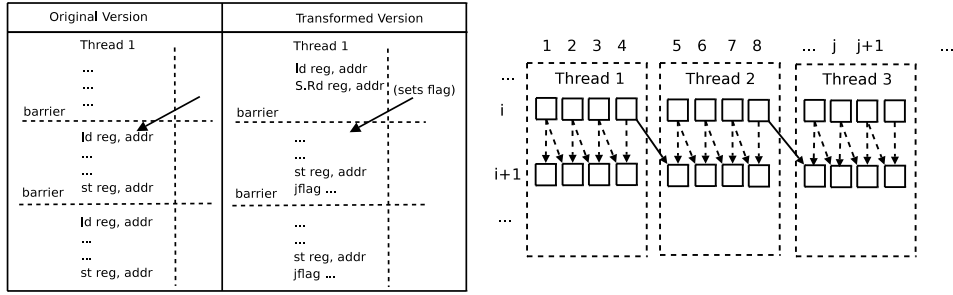 Original Version
Thread 1
...
...
...
barrier
ld reg, addr
...
...
st reg, addr
barrier
ld reg, addr
...
...
st reg, addr
Transformed Version
Thread 1
ld reg, addr
S.Rd reg, addr
(sets flag)
barrier
...
...
st reg, addr
jflag ...
barrier
...
...
st reg, addr
jflag ...
1 2 3 4 5 6 7 8 ... j j+1 ...
... Thread 1 Thread 2 Thread 3
i
i+1
...